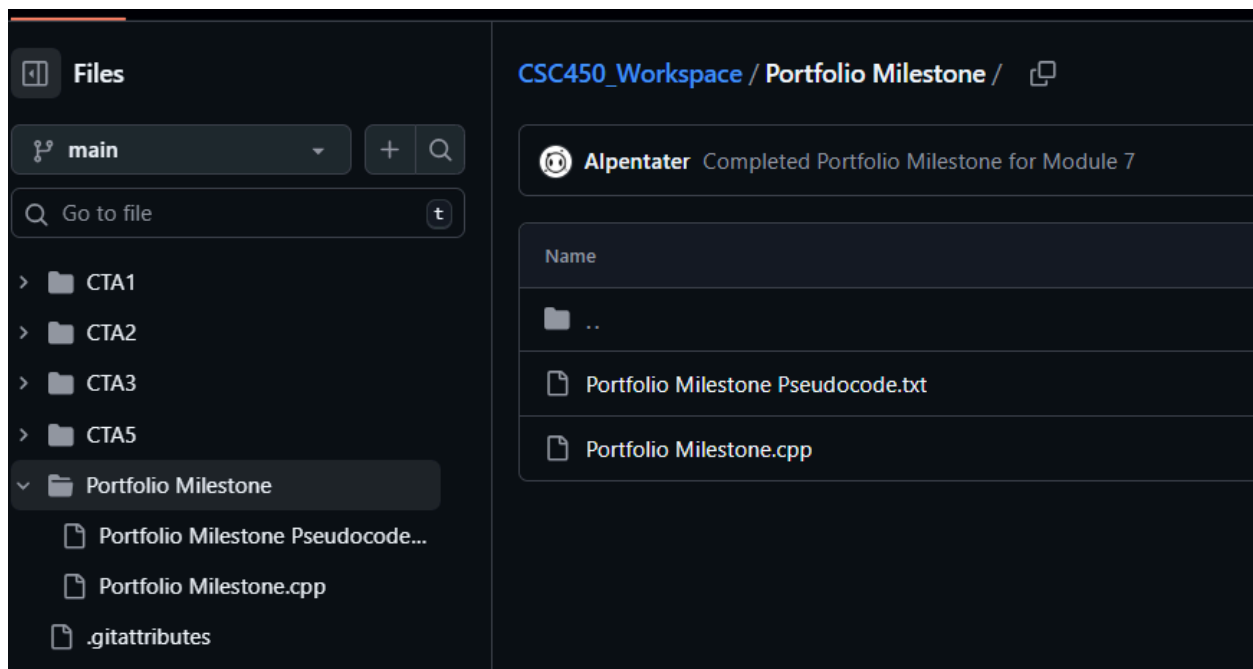 Files
main
Go to file
t
CTA1
CTA2
CTA3
CTA5
Portfolio Milestone
Portfolio Milestone Pseudocode...
Portfolio Milestone.cpp
.gitattributes
CSC450_Workspace / Portfolio Milestone /
Alpentater Completed Portfolio Milestone for Module 7
Name
..
Portfolio Milestone Pseudocode.txt
Portfolio Milestone.cpp